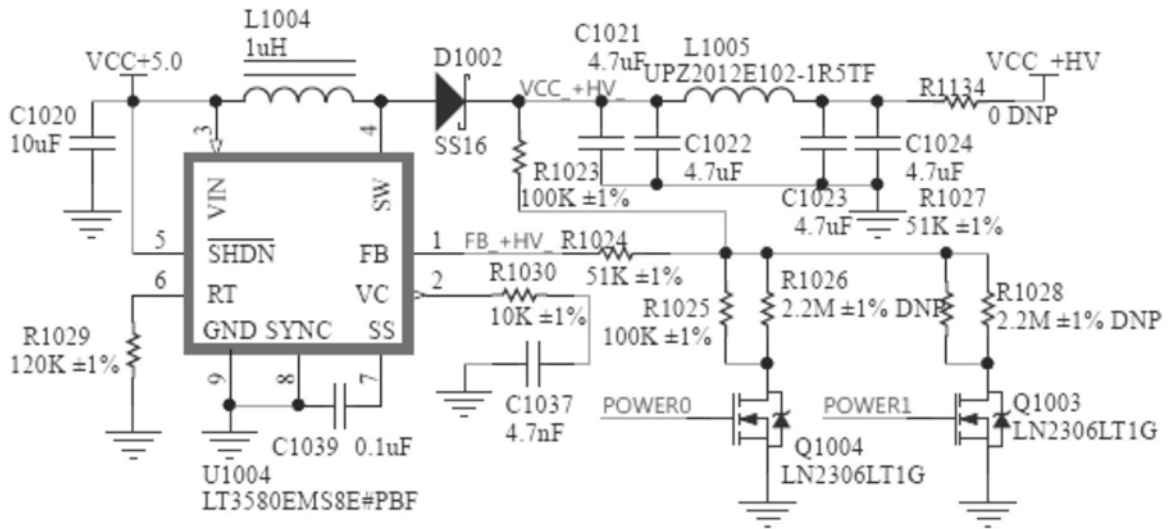 L1004
1uH
VCC+5.0
C1020
10uF
D1002
SS16
VCC_+HV_
C1021
4.7uF
L1005
UPZ2012E102-1R5TF
VCC_+HV
R1134
0 DNP
C1022
4.7uF
C1024
4.7uF
R1023
100K ±1%
C1023
4.7uF
R1027
51K ±1%
3
4
VIN
SW
5
SHDN
FB
1
FB_+HV_
R1024
51K ±1%
6
RT
VC
2
R1030
10K ±1%
GND
SYNC
SS
R1029
120K ±1%
9
8
7
R1025
100K ±1%
R1026
2.2M ±1% DNP
R1028
2.2M ±1% DNP
C1037
4.7nF
C1039
0.1uF
U1004
LT3580EMS8E#PBF
POWER0
Q1004
LN2306LT1G
POWER1
Q1003
LN2306LT1G